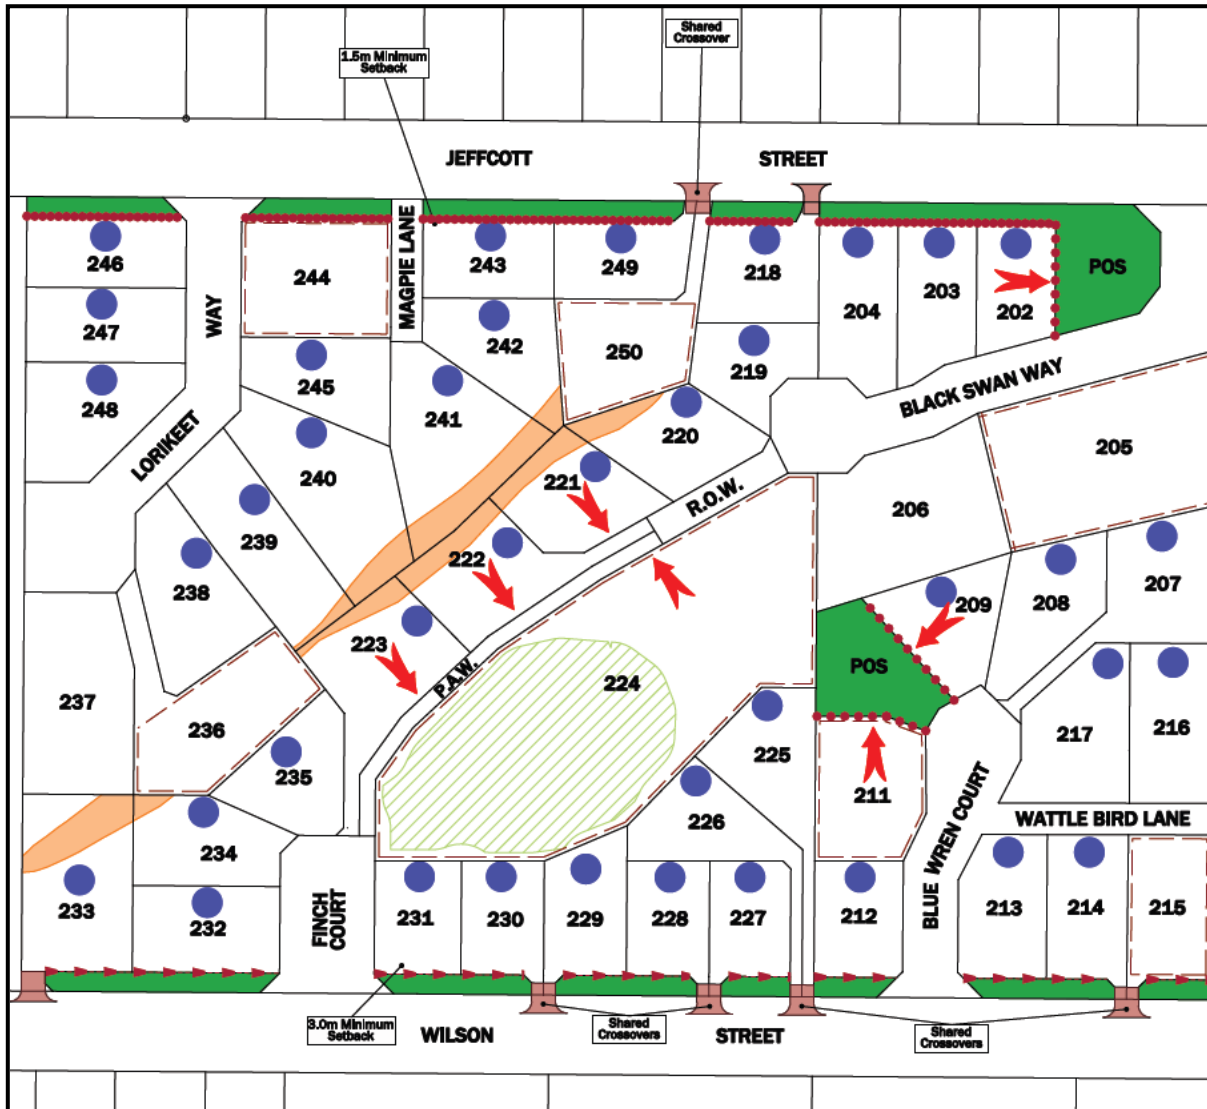 Shared
Crossover
1.5m Minimum
Setback
JEFFCOTT STREET
MAGPIE LANE
246
244
243
249
218
204
203
202
POS
247
WAY
242
250
219
245
248
241
220
BLACK SWAN WAY
LORIKEET
240
221
R.O.W.
205
206
239
222
238
223
209
208
207
P.A.W.
224
POS
237
236
235
225
217
216
211
226
WATTLE BIRD LANE
234
233
232
FINCH
COURT
231
230
229
228
227
212
BLUE WREN COURT
213
214
215
3.0m Minimum
Setback
WILSON STREET
Shared
Crossovers
Shared
Crossovers